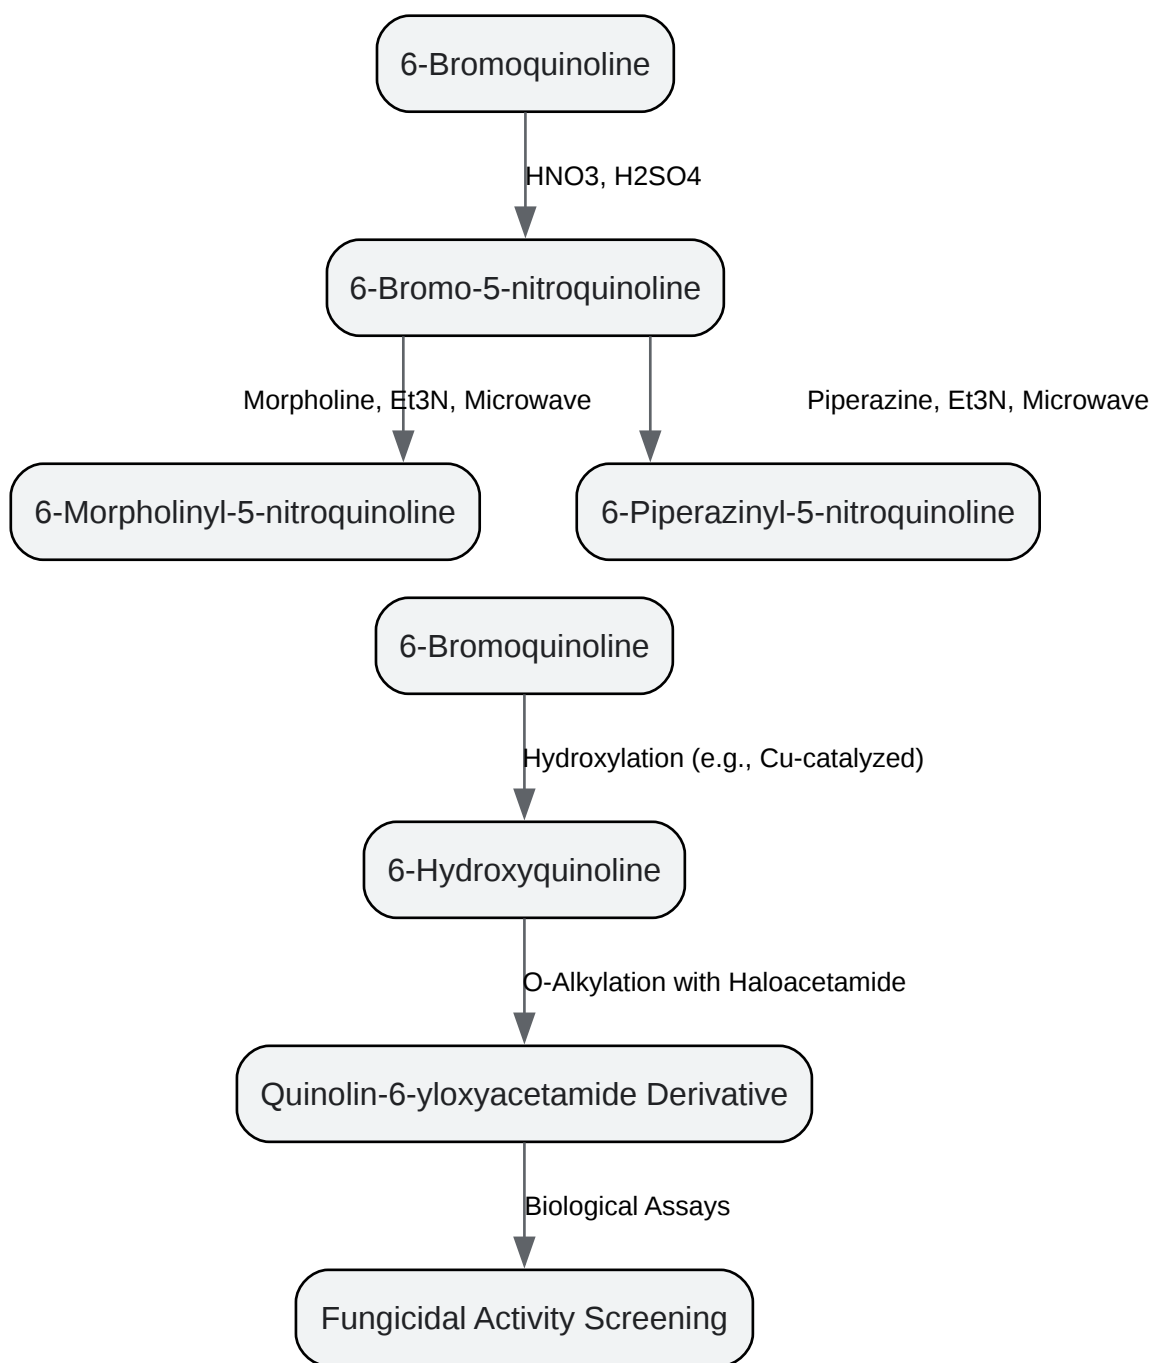 6-Bromoquinoline
HNO3, H2SO4
6-Bromo-5-nitroquinoline
Morpholine, Et3N, Microwave
Piperazine, Et3N, Microwave
6-Morpholinyl-5-nitroquinoline
6-Piperazinyl-5-nitroquinoline
6-Bromoquinoline
Hydroxylation (e.g., Cu-catalyzed)
6-Hydroxyquinoline
O-Alkylation with Haloacetamide
Quinolin-6-yloxyacetamide Derivative
Biological Assays
Fungicidal Activity Screening